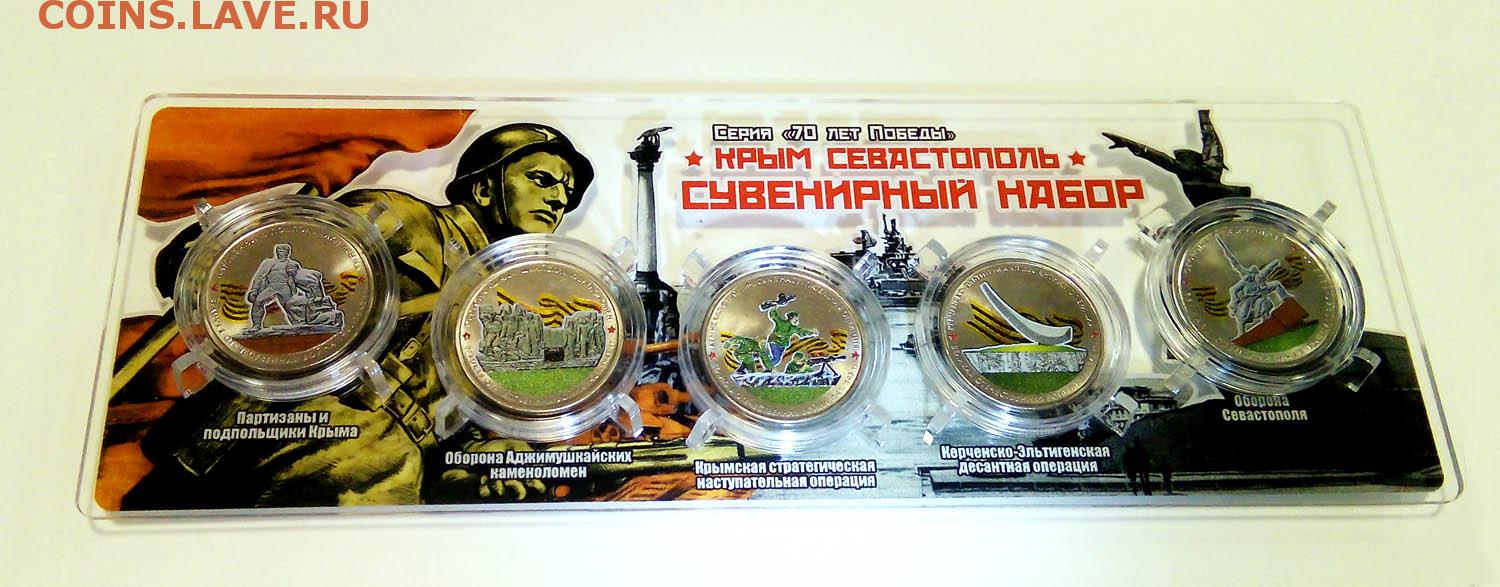 COINS.LAVE.RU
Серия «70 лет Победы»
КРЫМ СЕВАСТОПОЛЬ
СУВЕНИРНЫЙ НАБОР
Партизаны и
подпольщики Крыма
Оборона Аджимушкайских
каменоломен
Крымская стратегическая
наступательная операция
Керченско-Эльтигенская
десантная операция
Оборона
Севастополя